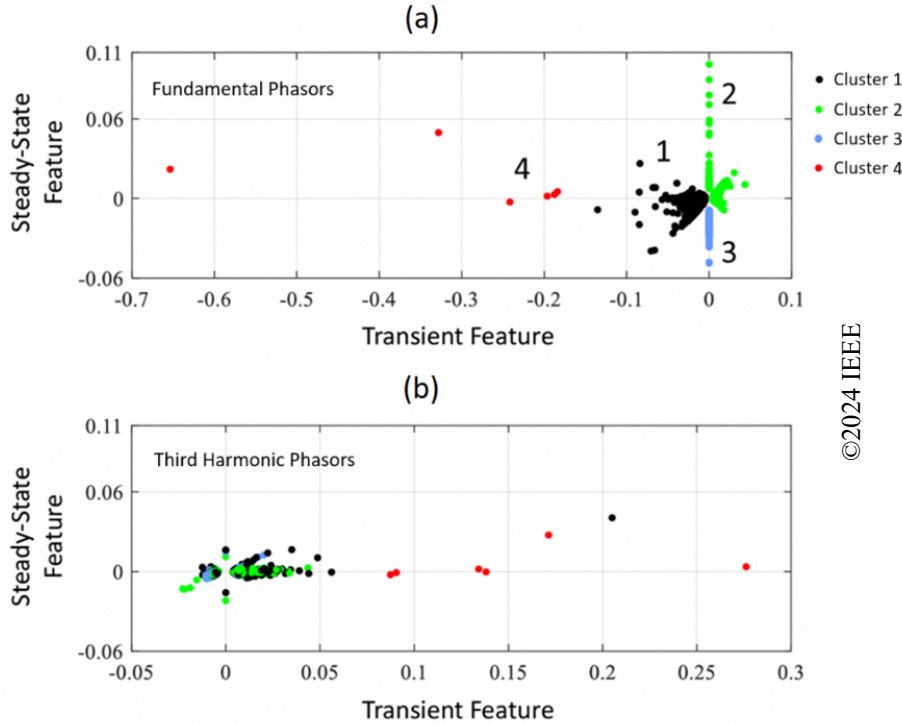 (a)
0.11
Fundamental Phasors
2
Cluster 1
Cluster 2
Cluster 3
Cluster 4
0.06
Steady-State
Feature
4
1
0
3
-0.06
-0.7 -0.6 -0.5 -0.4 -0.3 -0.2 -0.1 0 0.1
Transient Feature
©2024 IEEE
(b)
0.11
Third Harmonic Phasors
0.06
Steady-State
Feature
0
-0.06
-0.05 0 0.05 0.1 0.15 0.2 0.25 0.3
Transient Feature